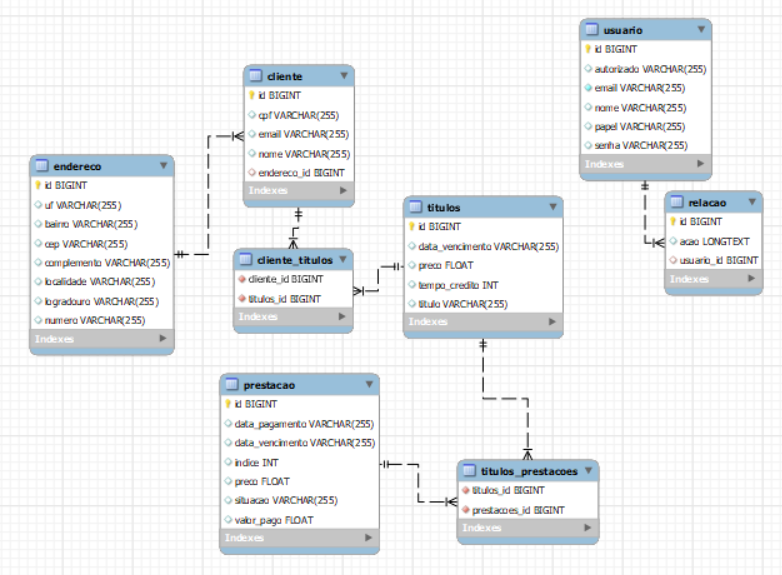 usuario
id BIGINT
autorizado VARCHAR(255)
email VARCHAR(255)
nome VARCHAR(255)
papel VARCHAR(255)
senha VARCHAR(255)
Indexes
cliente
id BIGINT
cpf VARCHAR(255)
email VARCHAR(255)
nome VARCHAR(255)
endereco_id BIGINT
Indexes
endereco
id BIGINT
uf VARCHAR(255)
bairro VARCHAR(255)
cep VARCHAR(255)
complemento VARCHAR(255)
localidade VARCHAR(255)
logradouro VARCHAR(255)
numero VARCHAR(255)
Indexes
relacao
id BIGINT
acao LONGTEXT
usuario_id BIGINT
Indexes
titulos
id BIGINT
data_vencimento VARCHAR(255)
preco FLOAT
tempo_credito INT
titulo VARCHAR(255)
Indexes
cliente_titulos
cliente_id BIGINT
titulos_id BIGINT
Indexes
prestacao
id BIGINT
data_pagamento VARCHAR(255)
data_vencimento VARCHAR(255)
indice INT
preco FLOAT
situacao VARCHAR(255)
valor_pago FLOAT
Indexes
titulos_prestacoes
titulos_id BIGINT
prestacoes_id BIGINT
Indexes